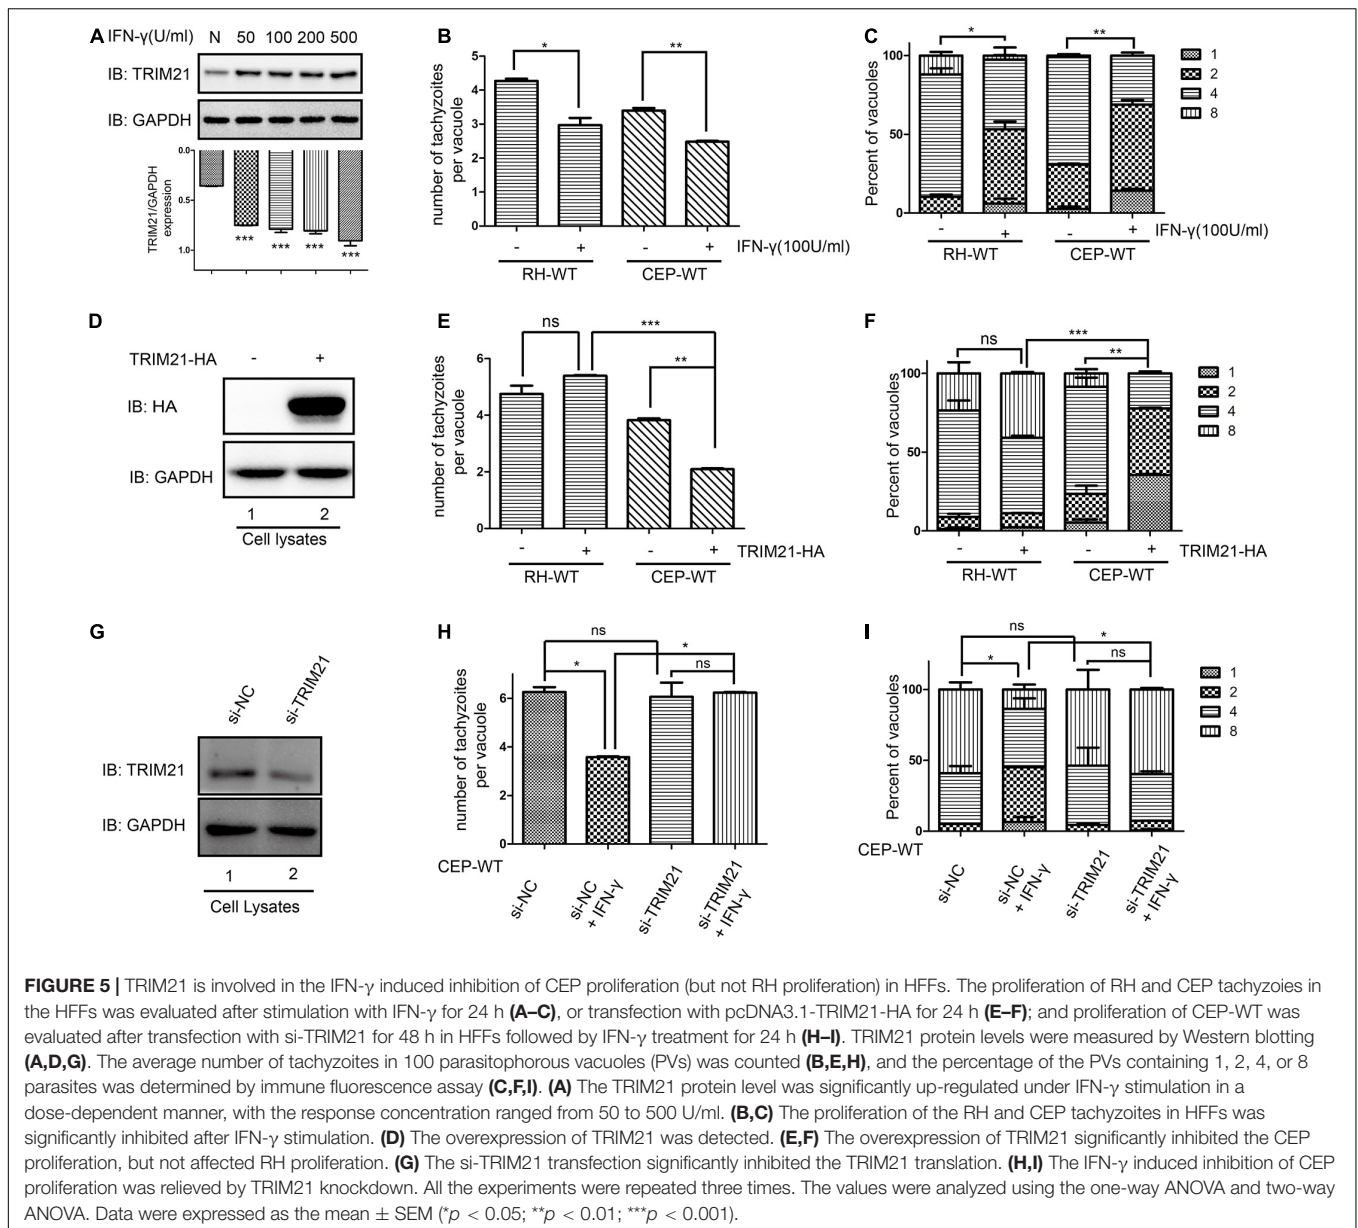 A IFN-γ(U/ml) N 50 100 200 500
IB: TRIM21
IB: GAPDH
TRIM21/GAPDH
expression
0.0
0.5
1.0
*** *** *** ***
B
number of tachyzoites
per vacuole
5
4
3
2
1
0
* **
- + - + IFN-γ(100U/ml)
RH-WT CEP-WT
C
Percent of vacuoles
100
50
0
* **
1
2
4
8
- + - + IFN-γ(100U/ml)
RH-WT CEP-WT
D
TRIM21-HA - +
IB: HA
IB: GAPDH
1 2
Cell lysates
E
number of tachyzoites
per vacuole
6
4
2
0
ns ***
**
- + - + TRIM21-HA
RH-WT CEP-WT
F
Percent of vacuoles
100
50
0
ns ***
**
1
2
4
8
- + - + TRIM21-HA
RH-WT CEP-WT
G
si-NC si-TRIM21
IB: TRIM21
IB: GAPDH
1 2
Cell Lysates
H
number of tachyzoites
per vacuole
6
4
2
0
ns
* *
ns
CEP-WT
si-NC
si-NC
+ IFN-γ
si-TRIM21
si-TRIM21
+ IFN-γ
I
Percent of vacuoles
100
50
0
ns
* *
ns
1
2
4
8
CEP-WT
si-NC
si-NC
+ IFN-γ
si-TRIM21
si-TRIM21
+ IFN-γ
FIGURE 5 | TRIM21 is involved in the IFN-γ induced inhibition of CEP proliferation (but not RH proliferation) in HFFs. The proliferation of RH and CEP tachyzoies in
the HFFs was evaluated after stimulation with IFN-γ for 24 h (A–C), or transfection with pcDNA3.1-TRIM21-HA for 24 h (E–F); and proliferation of CEP-WT was
evaluated after transfection with si-TRIM21 for 48 h in HFFs followed by IFN-γ treatment for 24 h (H–I). TRIM21 protein levels were measured by Western blotting
(A,D,G). The average number of tachyzoites in 100 parasitophorous vacuoles (PVs) was counted (B,E,H), and the percentage of the PVs containing 1, 2, 4, or 8
parasites was determined by immune fluorescence assay (C,F,I). (A) The TRIM21 protein level was significantly up-regulated under IFN-γ stimulation in a
dose-dependent manner, with the response concentration ranged from 50 to 500 U/ml. (B,C) The proliferation of the RH and CEP tachyzoites in HFFs was
significantly inhibited after IFN-γ stimulation. (D) The overexpression of TRIM21 was detected. (E,F) The overexpression of TRIM21 significantly inhibited the CEP
proliferation, but not affected RH proliferation. (G) The si-TRIM21 transfection significantly inhibited the TRIM21 translation. (H,I) The IFN-γ induced inhibition of CEP
proliferation was relieved by TRIM21 knockdown. All the experiments were repeated three times. The values were analyzed using the one-way ANOVA and two-way
ANOVA. Data were expressed as the mean ± SEM (*p < 0.05; **p < 0.01; ***p < 0.001).